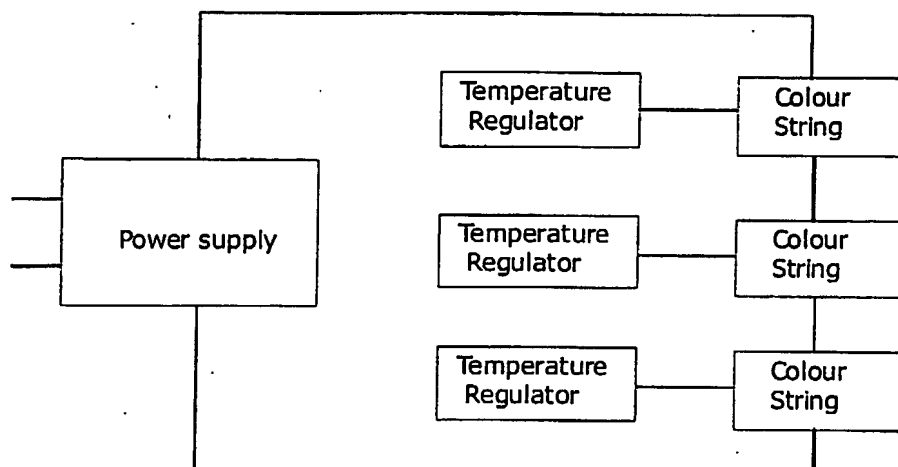 Temperature
Regulator
Colour
String
Power supply
Temperature
Regulator
Colour
String
Temperature
Regulator
Colour
String